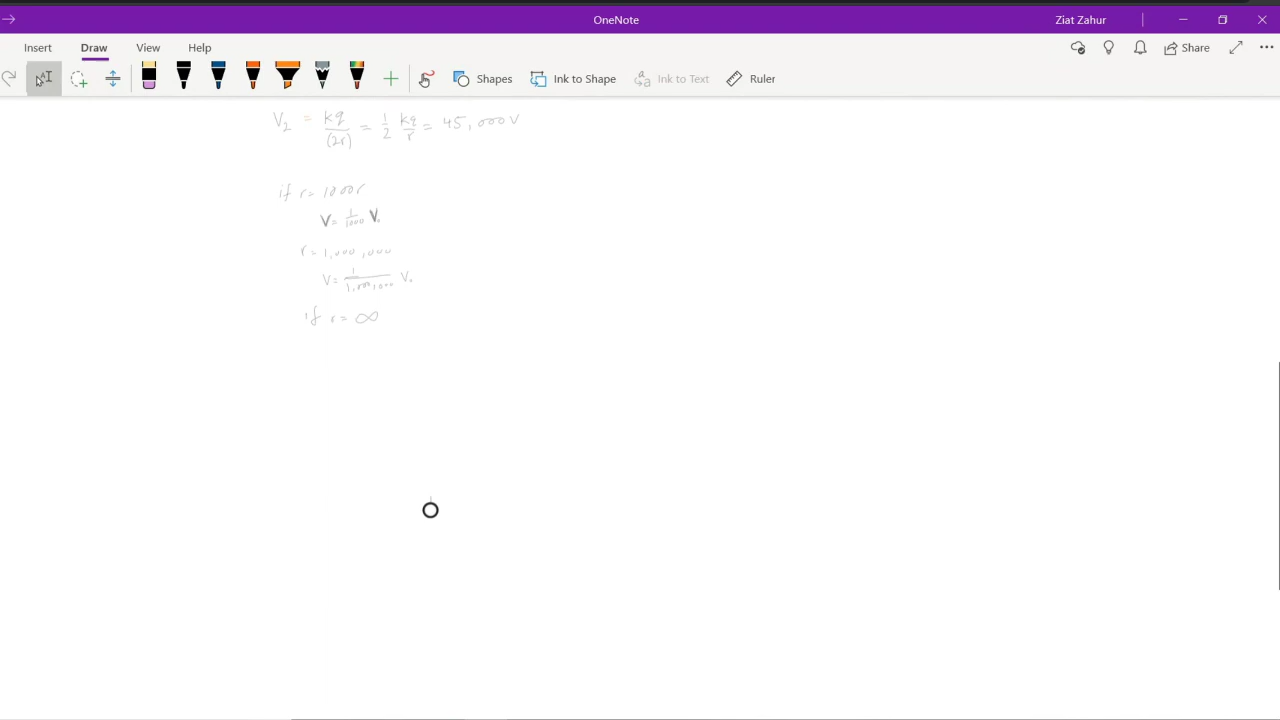 OneNote
Ziat Zahur
Insert Draw View Help
Share
Shapes Ink to Shape Ink to Text Ruler
V₂ = kq/(2r) = 1/2 kq/r = 45,000V
if r = 1000r
V = 1/1000 V₀
r = 1,000,000
V = 1/1,000,000 V₀
if r = ∞